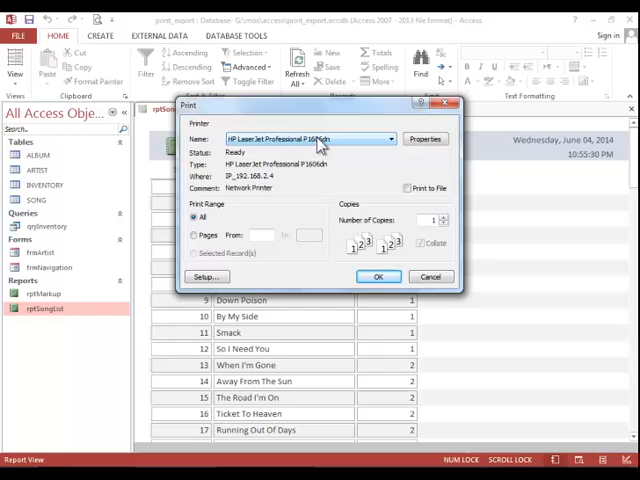 print_export : Database- G:\mos\access\print_export.accdb (Access 2007 - 2013 file format) - Access
FILE HOME CREATE EXTERNAL DATA DATABASE TOOLS Sign in
View
Cut
Copy
Paste
Format Painter
Filter
Ascending
Descending
Remove Sort
Selection
Advanced
Toggle Filter
Refresh
All
New
Save
Delete
Totals
Spelling
More
Find
Text Formatting
All Access Obje...
Search...
Tables
ALBUM
ARTIST
INVENTORY
SONG
Queries
qryInventory
Forms
frmArtist
frmNavigation
Reports
rptMarkup
rptSongList
Wednesday, June 04, 2014
10:55:30 PM
Print
Printer
Name: HP LaserJet Professional P1606dn Properties
Status: Ready
Type: HP LaserJet Professional P1606dn
Where: IP_192.168.2.4
Comment: Network Printer Print to File
Print Range
All
Pages From: To:
Selected Record(s)
Copies
Number of Copies: 1
1 2 3 1 2 3 Collate
Setup... OK Cancel
9 Down Poison 1
10 By My Side 1
11 Smack 1
12 So I Need You 1
13 When I'm Gone 2
14 Away From The Sun 2
15 The Road I'm On 2
16 Ticket To Heaven 2
17 Running Out Of Days 2
Report View NUM LOCK SCROLL LOCK